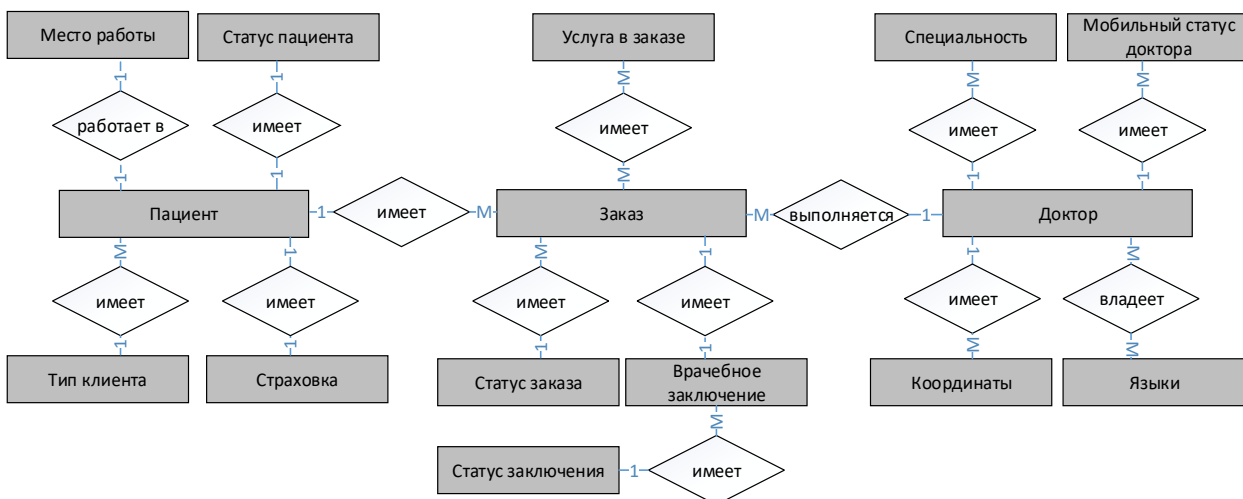 Место работы
Статус пациента
Услуга в заказе
Специальность
Мобильный статус
доктора
1
1
M
M
M
работает в
имеет
имеет
имеет
имеет
1
1
M
1
1
Пациент
1
имеет
M
Заказ
M
выполняется
1
Доктор
M
1
M
1
1
M
имеет
имеет
имеет
имеет
имеет
владеет
1
1
1
1
M
M
Тип клиента
Страховка
Статус заказа
Врачебное
заключение
Координаты
Языки
M
Статус заключения
1
имеет